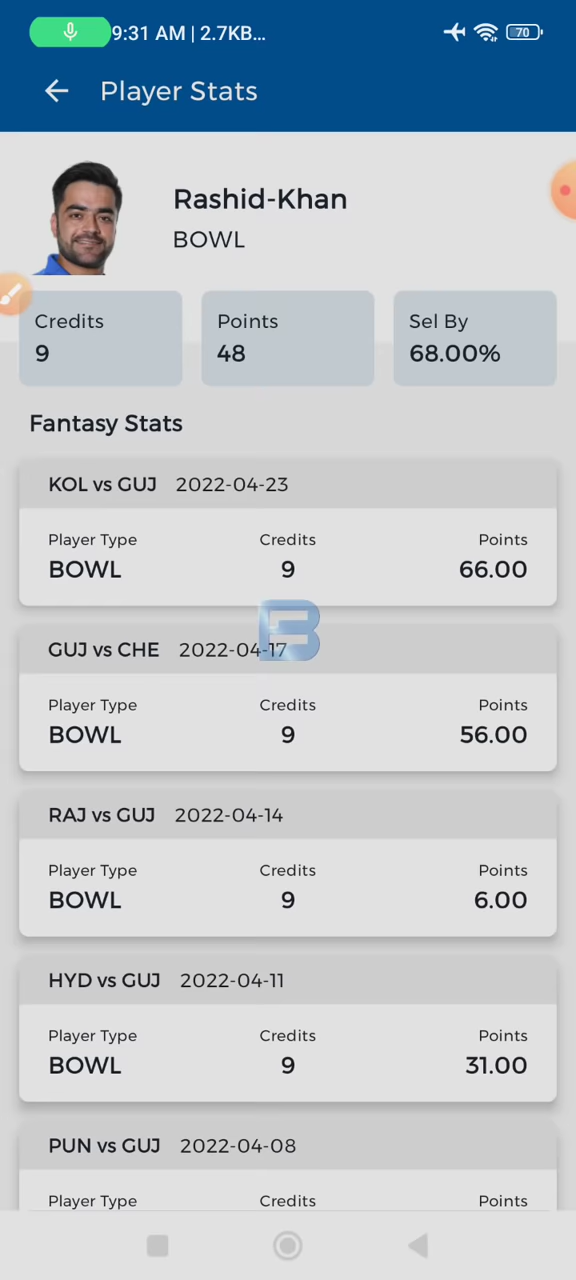 9:31 AM | 2.7KB...
70
Player Stats
Rashid-Khan
BOWL
Credits Points Sel By
9 48 68.00%
Fantasy Stats
KOL vs GUJ 2022-04-23
Player Type Credits Points
BOWL 9 66.00
GUJ vs CHE 2022-04-17
Player Type Credits Points
BOWL 9 56.00
RAJ vs GUJ 2022-04-14
Player Type Credits Points
BOWL 9 6.00
HYD vs GUJ 2022-04-11
Player Type Credits Points
BOWL 9 31.00
PUN vs GUJ 2022-04-08
Player Type Credits Points